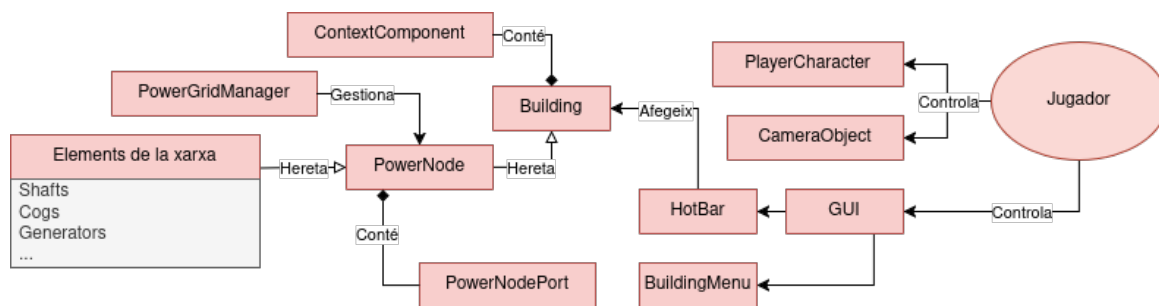 ContextComponent
Conté
PlayerCharacter
PowerGridManager
Gestiona
Building
Afegeix
Controla
Jugador
CameraObject
Elements de la xarxa
Hereta
PowerNode
Hereta
Shafts
Cogs
Generators
...
Conté
HotBar
GUI
Controla
PowerNodePort
BuildingMenu